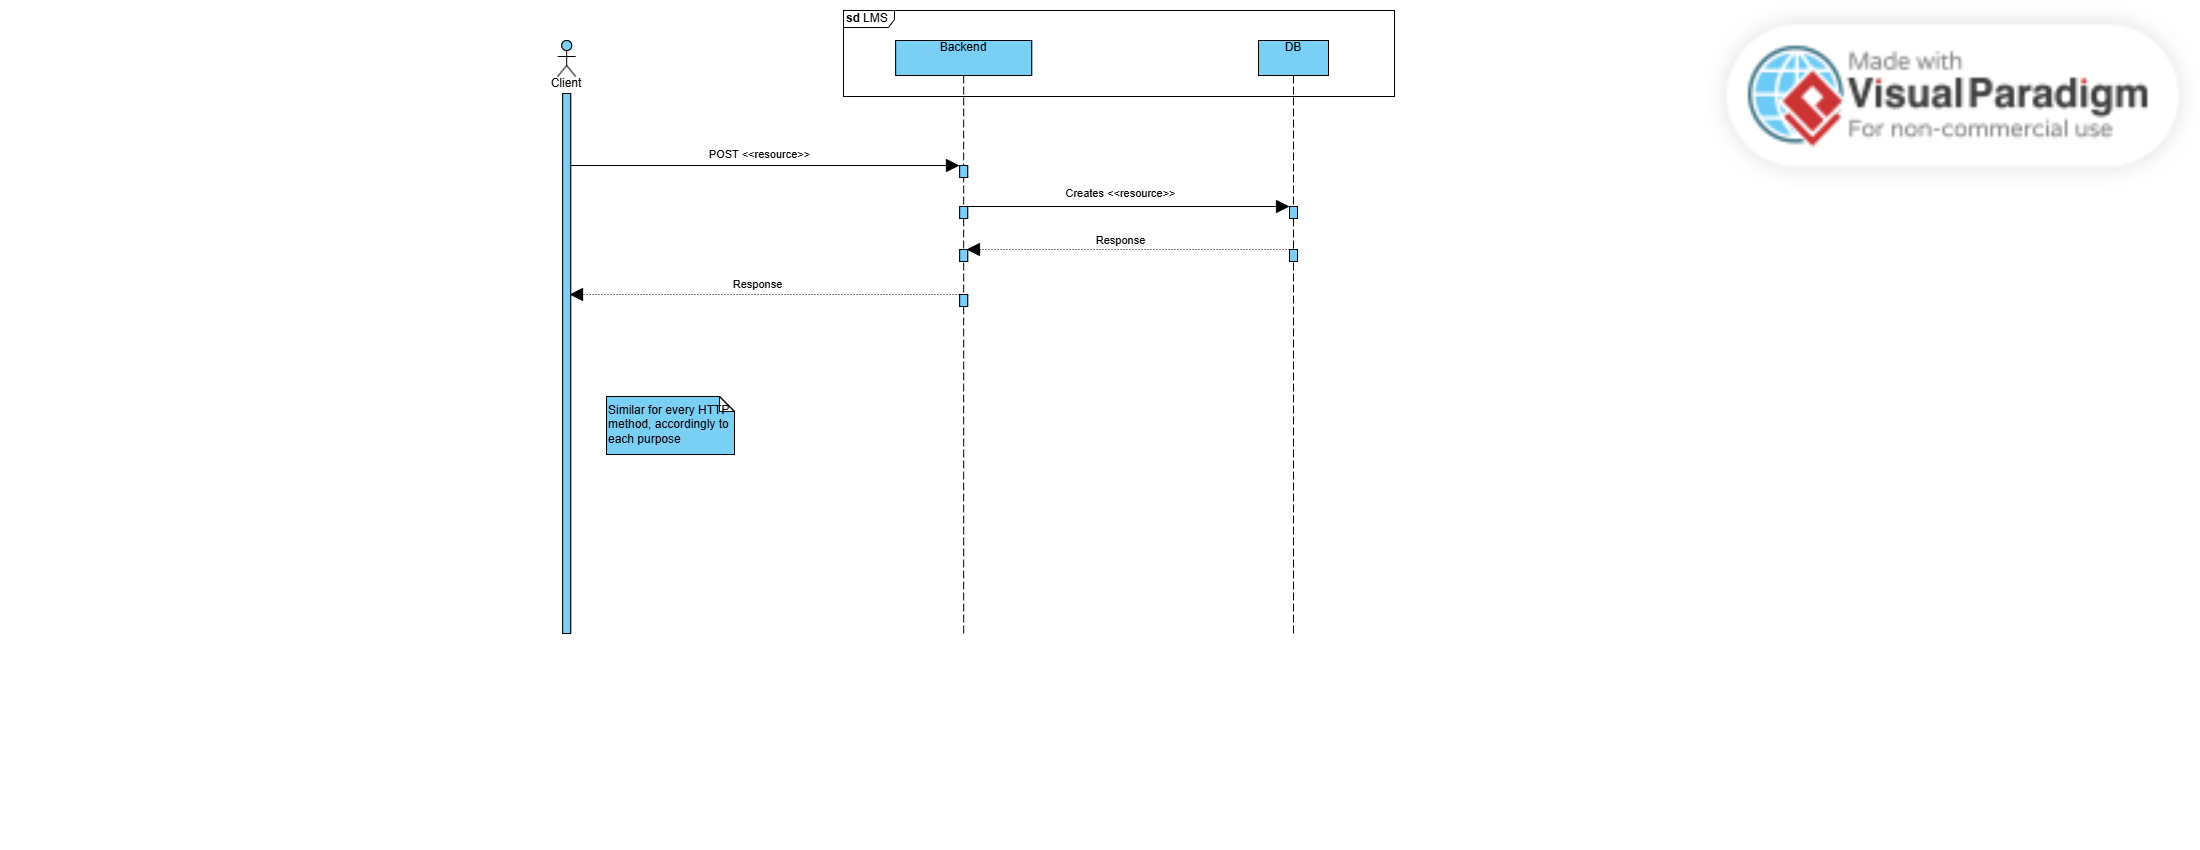 sd LMS
Backend
DB
Client
POST <<resource>>
Creates <<resource>>
Response
Response
Similar for every HTTP
method, accordingly to
each purpose
Made with
Visual Paradigm
For non-commercial use